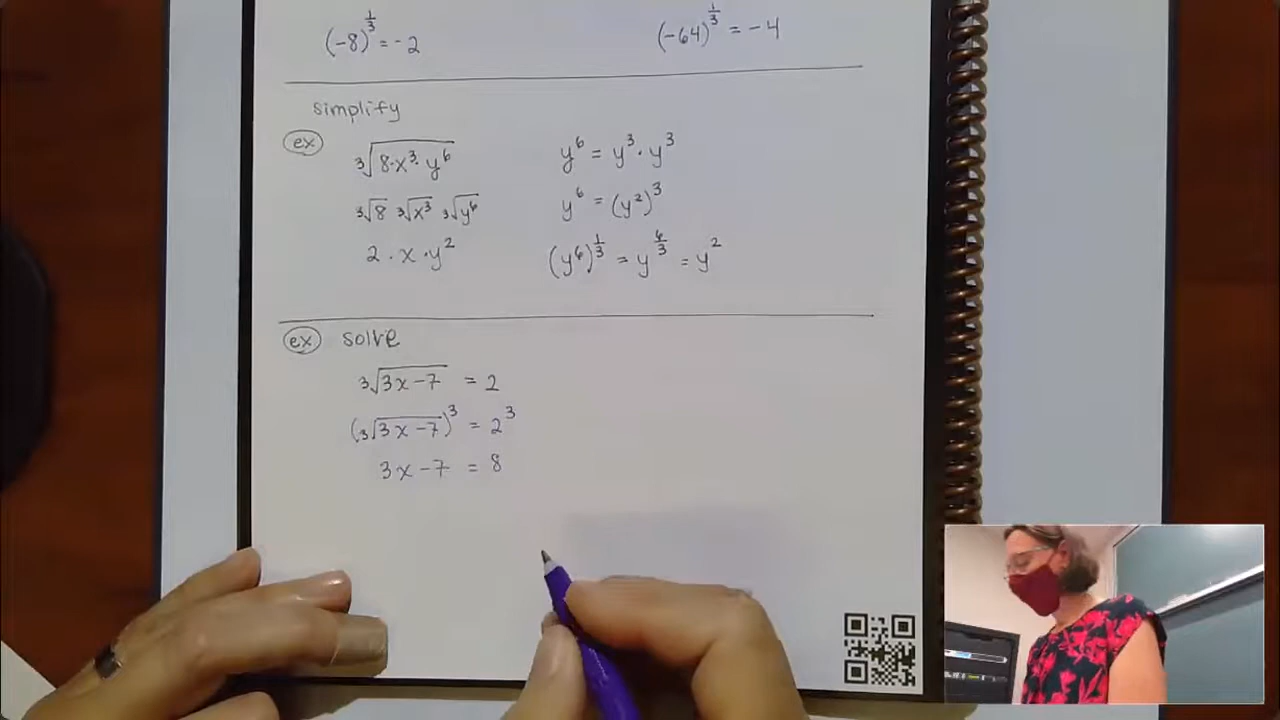 (-8)^{1/3} = -2
(-64)^{1/3} = -4
simplify
ex
∛(8·x³·y⁶)
∛8 ∛x³ ∛y⁶
2·x·y²
y⁶ = y³·y³
y⁶ = (y²)³
(y⁶)^{1/3} = y^{6/3} = y²
ex solve
∛(3x-7) = 2
(∛(3x-7))³ = 2³
3x-7 = 8